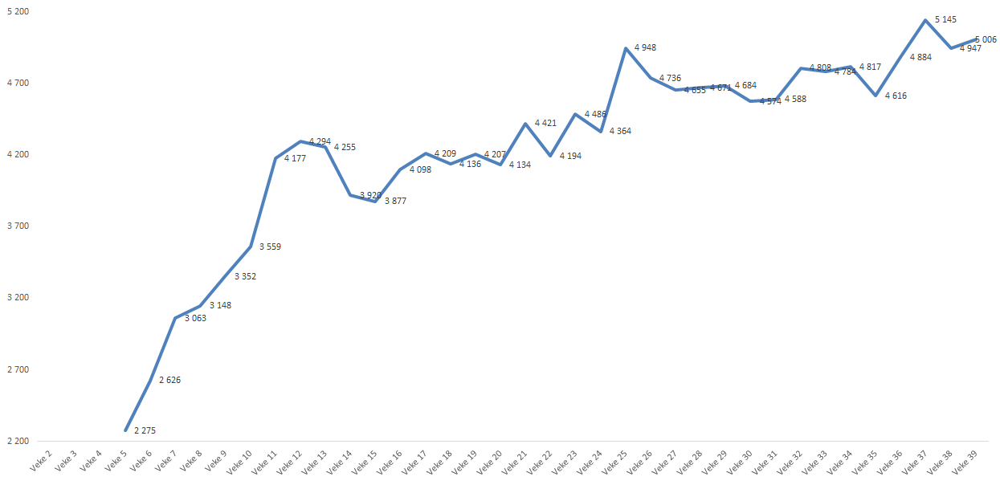 5 200
4 700
4 200
3 700
3 200
2 700
2 200
2 275
2 626
3 063
3 148
3 352
3 559
4 177
4 294
4 255
3 920
3 877
4 098
4 209
4 136
4 207
4 134
4 421
4 194
4 486
4 364
4 948
4 736
4 655
4 671
4 684
4 574
4 588
4 808
4 784
4 817
4 616
4 884
5 145
4 947
5 006
Veke 2
Veke 3
Veke 4
Veke 5
Veke 6
Veke 7
Veke 8
Veke 9
Veke 10
Veke 11
Veke 12
Veke 13
Veke 14
Veke 15
Veke 16
Veke 17
Veke 18
Veke 19
Veke 20
Veke 21
Veke 22
Veke 23
Veke 24
Veke 25
Veke 26
Veke 27
Veke 28
Veke 29
Veke 30
Veke 31
Veke 32
Veke 33
Veke 34
Veke 35
Veke 36
Veke 37
Veke 38
Veke 39